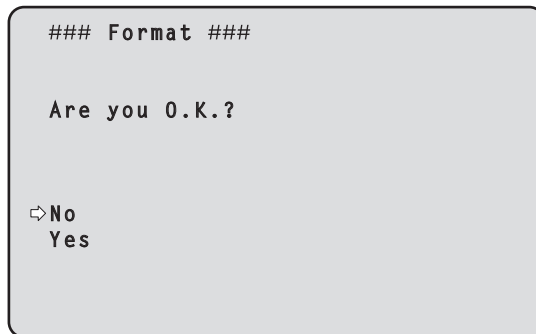 ### Format ###
Are you O.K.?
⇨No
Yes